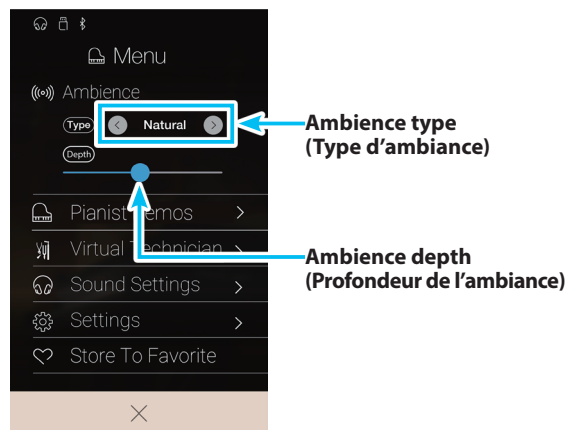 Menu
Ambience
Type Natural
Depth
Pianist Demos
Virtual Technician
Sound Settings
Settings
Store To Favorite
Ambience type
(Type d’ambiance)
Ambience depth
(Profondeur de l’ambiance)